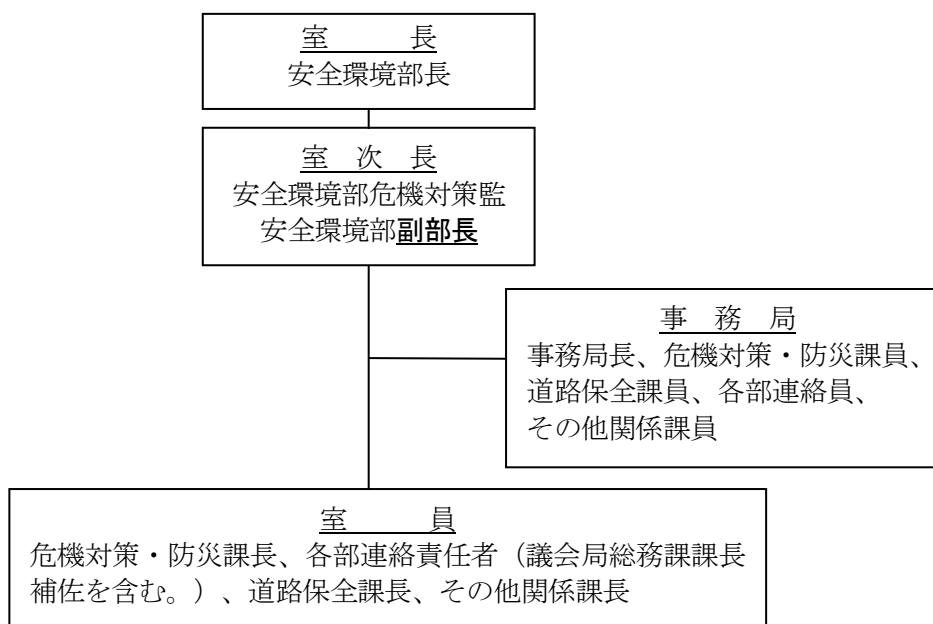 室　　　長
安全環境部長
室　次　長
安全環境部危機対策監
安全環境部副部長
事　務　局
事務局長、危機対策・防災課員、
道路保全課員、各部連絡員、
その他関係課員
室　　　員
危機対策・防災課長、各部連絡責任者（議会局総務課課長
補佐を含む。）、道路保全課長、その他関係課長